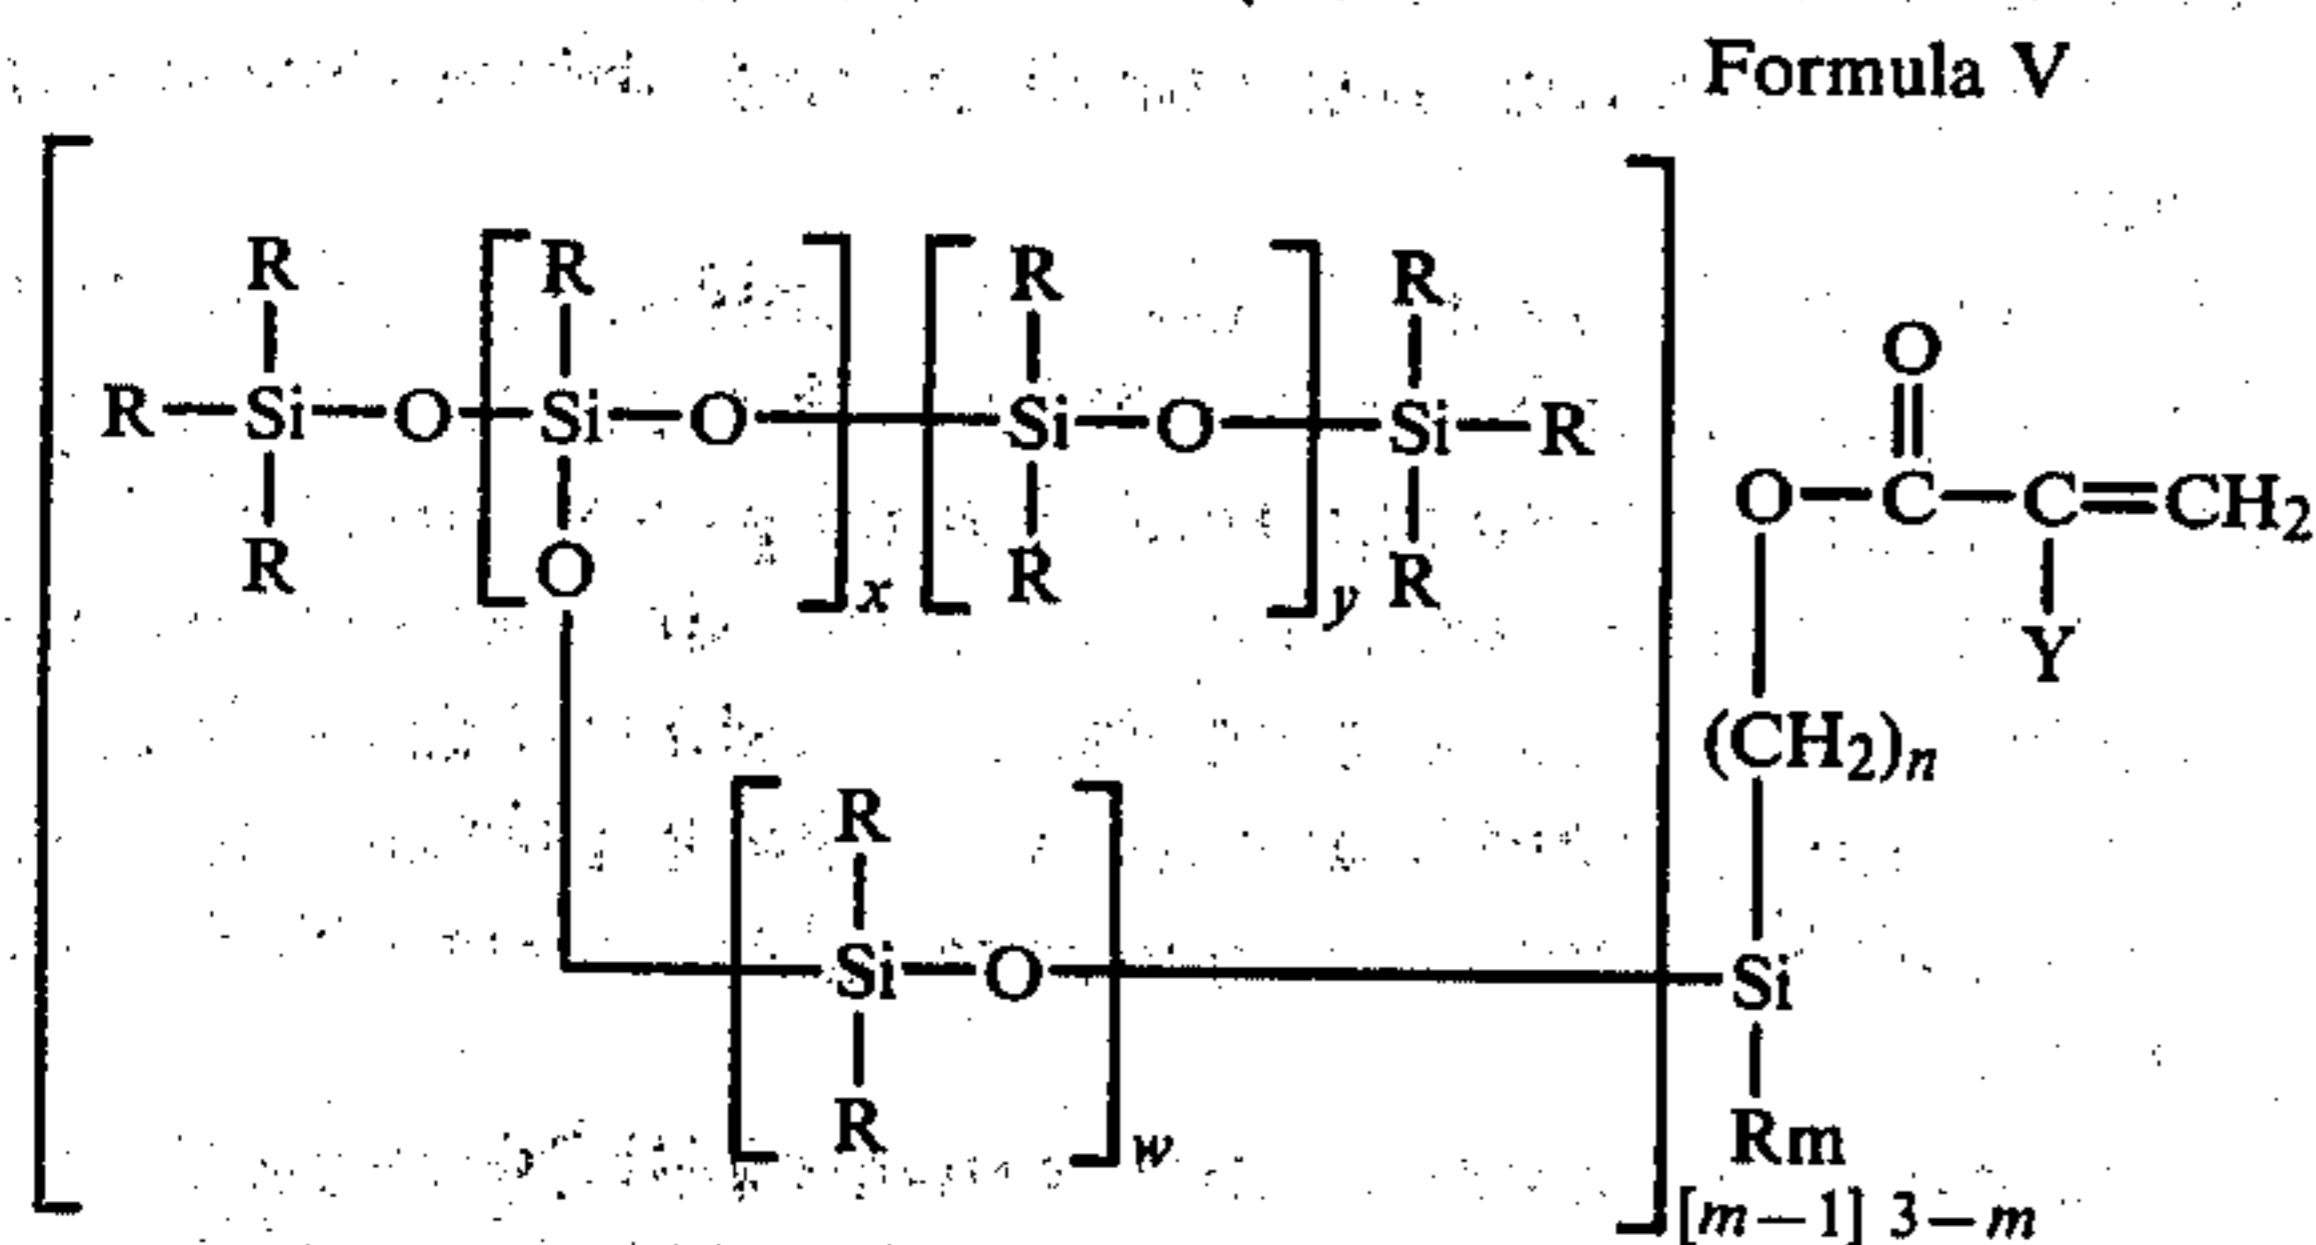 Formula V
R R R R
R—Si—O—Si—O—Si—O—Si—R
R O x R y R
O
O—C—C=CH2
Y
(CH2)n
R
Si—O—Si
R w Rm
[m−1] 3−m